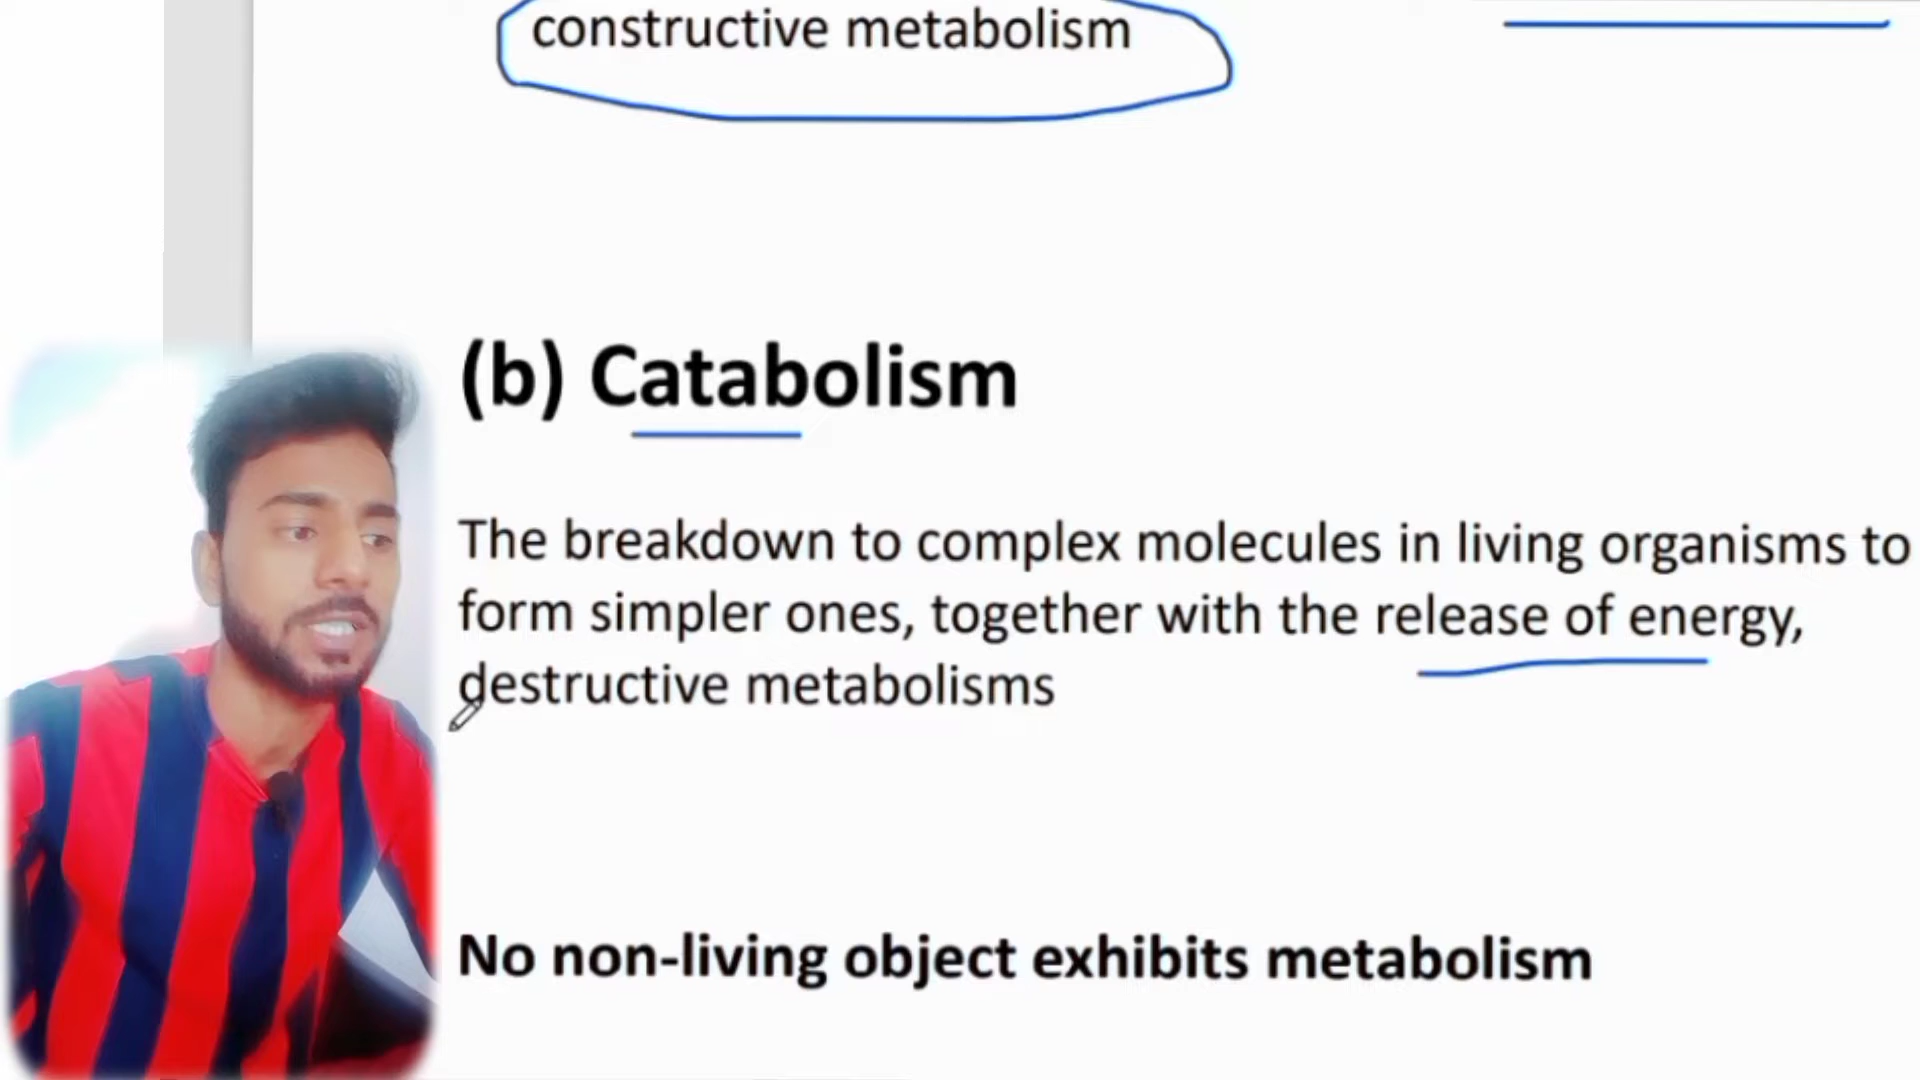 constructive metabolism
(b) Catabolism
The breakdown to complex molecules in living organisms to
form simpler ones, together with the release of energy,
destructive metabolisms
No non-living object exhibits metabolism